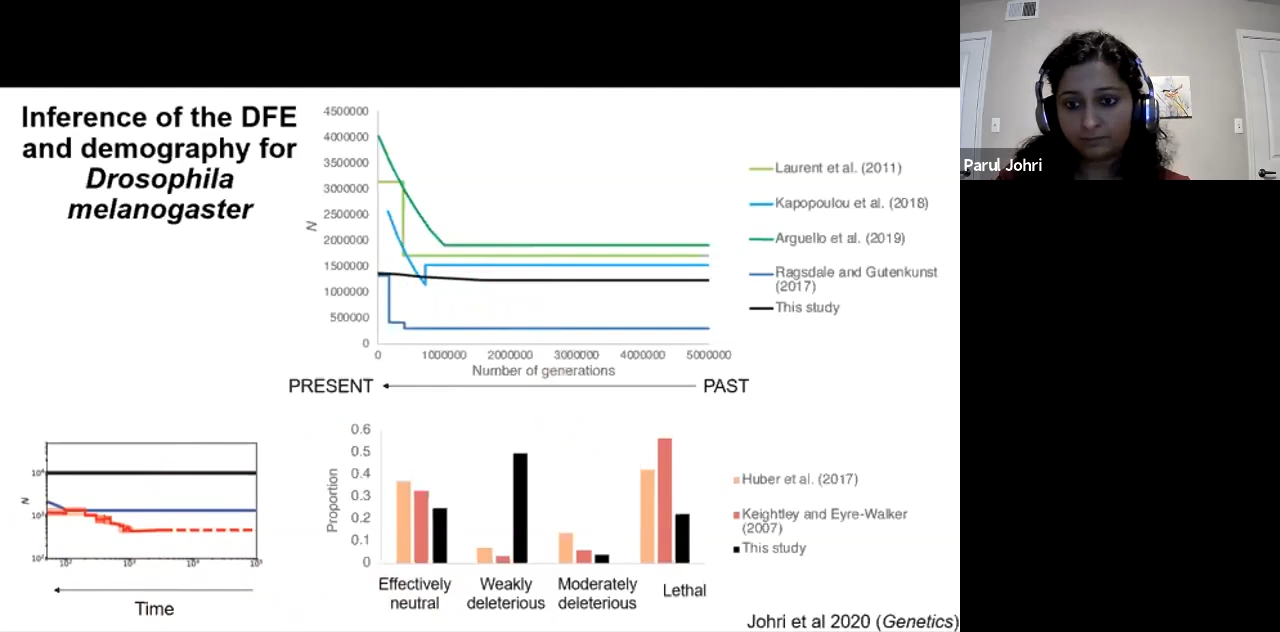 Inference of the DFE
and demography for
Drosophila
melanogaster
4500000
4000000
3500000
3000000
2500000
2000000
1500000
1000000
500000
0
N
0 1000000 2000000 3000000 4000000 5000000
Number of generations
PRESENT
PAST
Laurent et al. (2011)
Kapopoulou et al. (2018)
Arguello et al. (2019)
Ragsdale and Gutenkunst
(2017)
This study
N
Time
0.6
0.5
0.4
0.3
0.2
0.1
0
Proportion
Effectively
neutral
Weakly
deleterious
Moderately
deleterious
Lethal
Huber et al. (2017)
Keightley and Eyre-Walker
(2007)
This study
Johri et al 2020 (Genetics)
Parul Johri